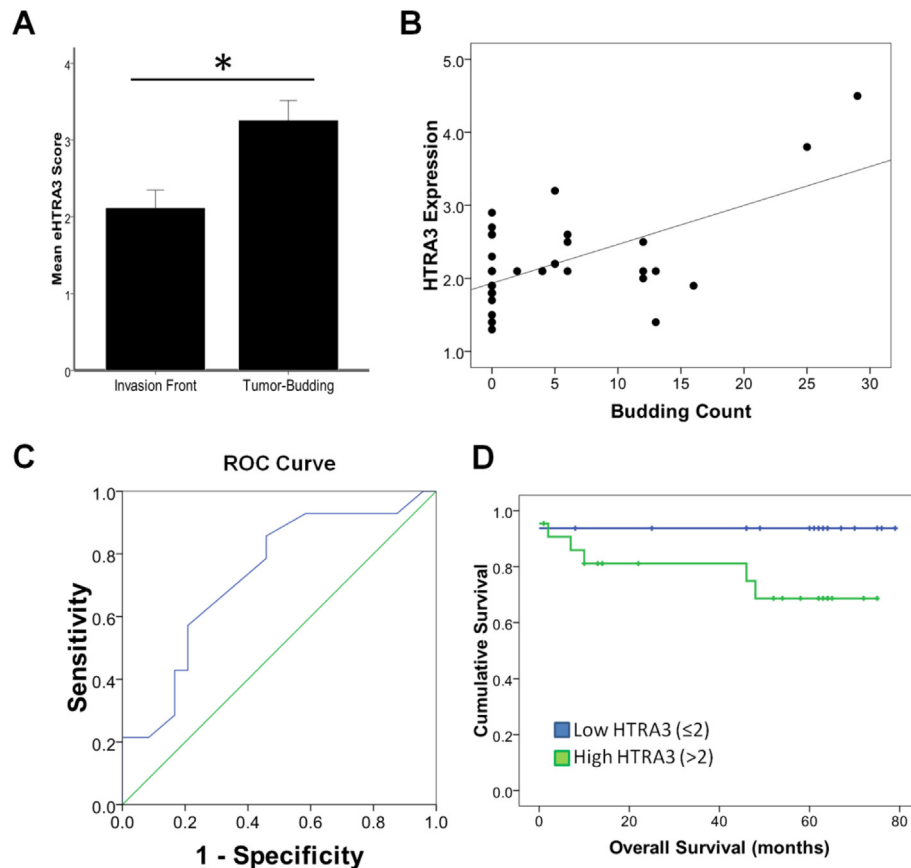 A
*
Mean eHTRA3 Score
4
3
2
1
0
Invasion Front
Tumor-Budding
B
HTRA3 Expression
5.0
4.0
3.0
2.0
1.0
0
5
10
15
20
25
30
Budding Count
C
ROC Curve
Sensitivity
1.0
0.8
0.6
0.4
0.2
0.0
0.0
0.2
0.4
0.6
0.8
1.0
1 - Specificity
D
Cumulative Survival
1.0
0.8
0.6
0.4
0.2
0.0
Low HTRA3 (≤2)
High HTRA3 (>2)
0
20
40
60
80
Overall Survival (months)